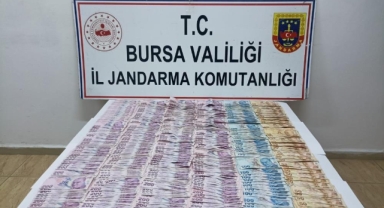 T.C.
BURSA VALİLİĞİ
İL JANDARMA KOMUTANLIĞI